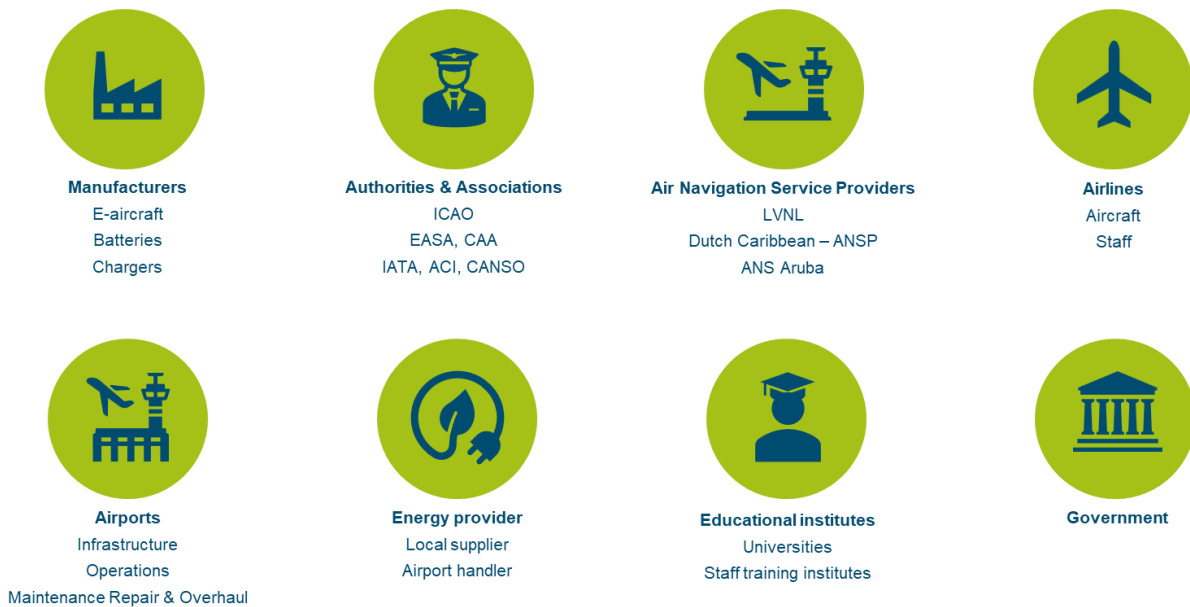 Manufacturers
E-aircraft
Batteries
Chargers
Authorities & Associations
ICAO
EASA, CAA
IATA, ACI, CANSO
Air Navigation Service Providers
LVNL
Dutch Caribbean – ANSP
ANS Aruba
Airlines
Aircraft
Staff
Airports
Infrastructure
Operations
Maintenance Repair & Overhaul
Energy provider
Local supplier
Airport handler
Educational institutes
Universities
Staff training institutes
Government